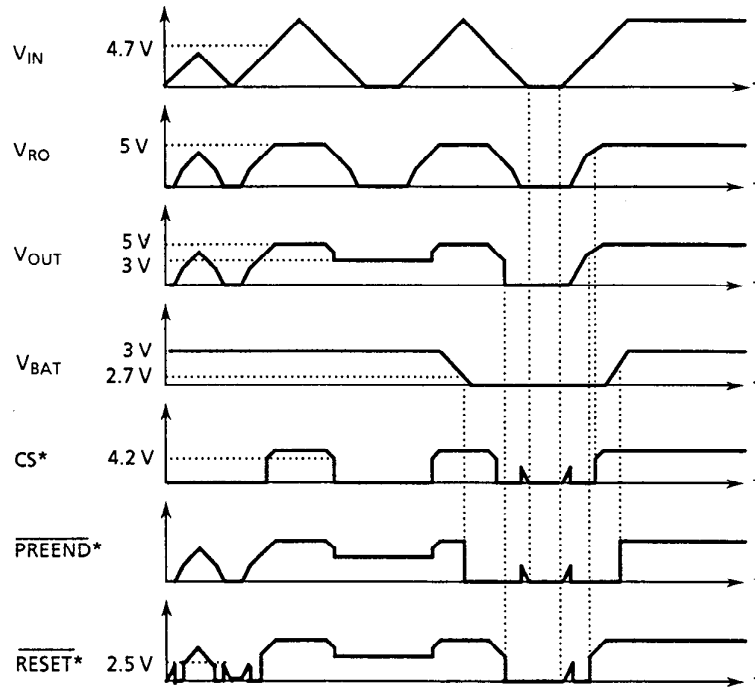 V_IN 4.7 V
V_RO 5 V
V_OUT 5 V
3 V
V_BAT 3 V
2.7 V
CS* 4.2 V
PREEND*
RESET* 2.5 V